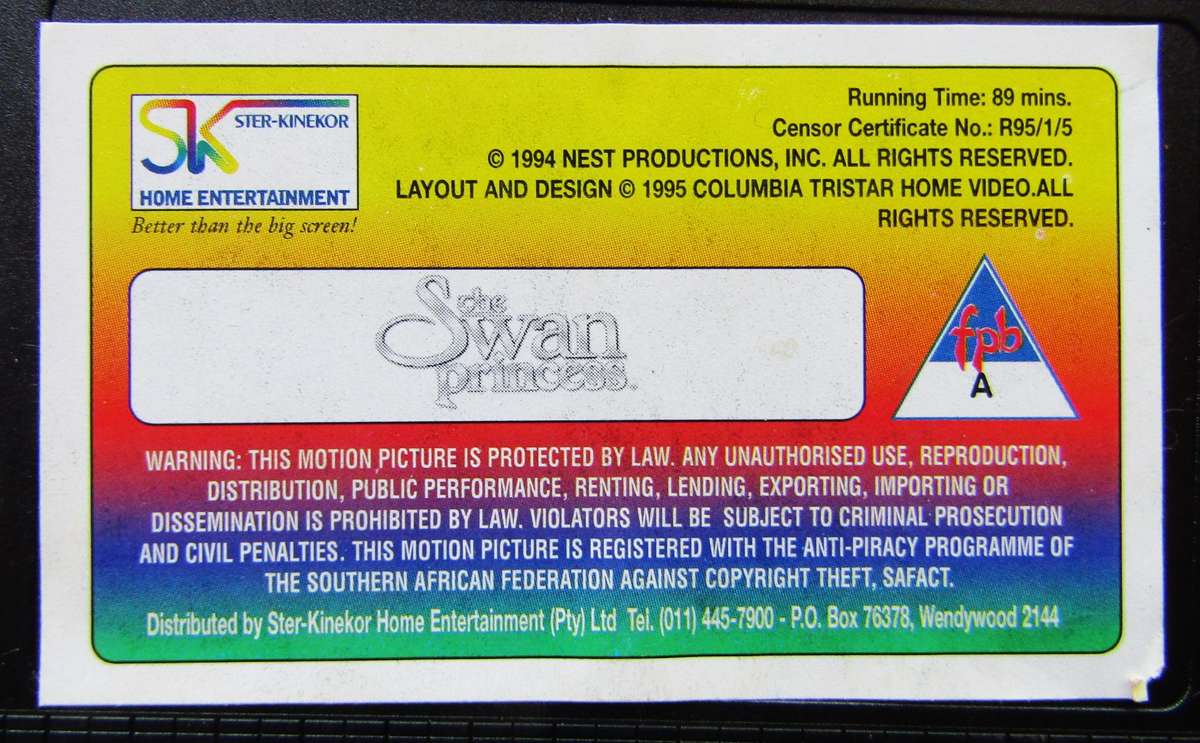 SK STER-KINEKOR
HOME ENTERTAINMENT
Better than the big screen!
Running Time: 89 mins.
Censor Certificate No.: R95/1/5
© 1994 NEST PRODUCTIONS, INC. ALL RIGHTS RESERVED.
LAYOUT AND DESIGN © 1995 COLUMBIA TRISTAR HOME VIDEO.ALL
RIGHTS RESERVED.
the
Swan
princess.
fpb
A
WARNING: THIS MOTION PICTURE IS PROTECTED BY LAW. ANY UNAUTHORISED USE, REPRODUCTION,
DISTRIBUTION, PUBLIC PERFORMANCE, RENTING, LENDING, EXPORTING, IMPORTING OR
DISSEMINATION IS PROHIBITED BY LAW. VIOLATORS WILL BE SUBJECT TO CRIMINAL PROSECUTION
AND CIVIL PENALTIES. THIS MOTION PICTURE IS REGISTERED WITH THE ANTI-PIRACY PROGRAMME OF
THE SOUTHERN AFRICAN FEDERATION AGAINST COPYRIGHT THEFT, SAFACT.
Distributed by Ster-Kinekor Home Entertainment (Pty) Ltd Tel. (011) 445-7900 - P.O. Box 76378, Wendywood 2144